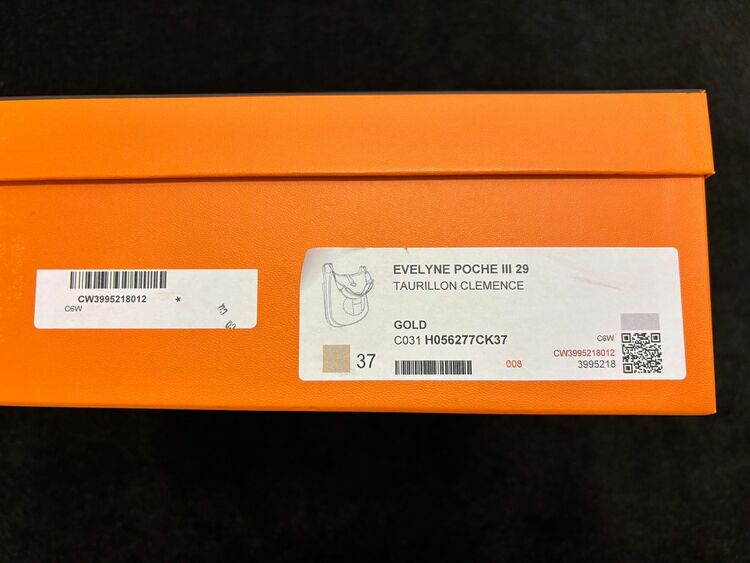 CW3995218012 *
C6W
EVELYNE POCHE III 29
TAURILLON CLEMENCE
GOLD
C031 H056277CK37
37
008
C6W
CW3995218012
3995218